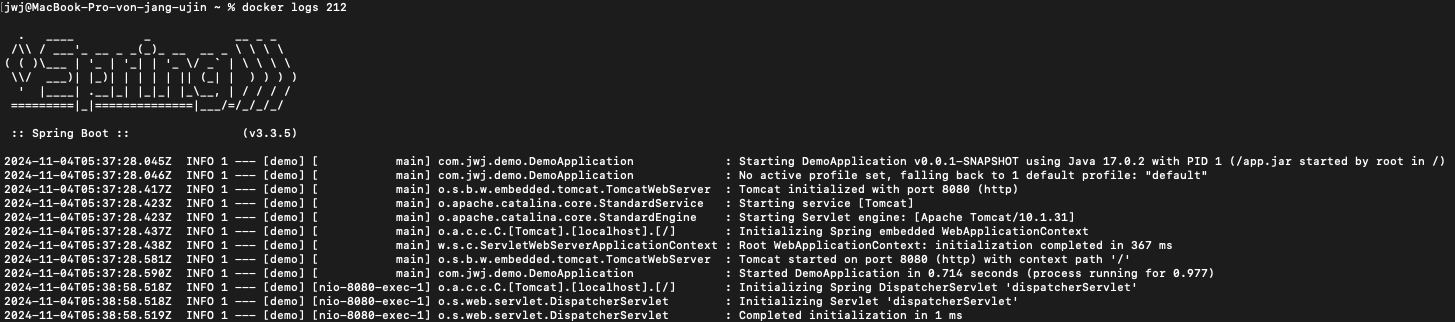 [jwj@MacBook-Pro-von-jang-ujin ~ % docker logs 212
  .   ____          _            __ _ _
 /\\ / ___'_ __ _ _(_)_ __  __ _ \ \ \ \
( ( )\___ | '_ | '_| | '_ \/ _` | \ \ \ \
 \\/  ___)| |_)| | | | | || (_| |  ) ) ) )
  '  |____| .__|_| |_|_| |_\__, | / / / /
 =========|_|==============|___/=/_/_/_/
 :: Spring Boot ::                (v3.3.5)
2024-11-04T05:37:28.045Z  INFO 1 --- [demo] [           main] com.jwj.demo.DemoApplication             : Starting DemoApplication v0.0.1-SNAPSHOT using Java 17.0.2 with PID 1 (/app.jar started by root in /)
2024-11-04T05:37:28.046Z  INFO 1 --- [demo] [           main] com.jwj.demo.DemoApplication             : No active profile set, falling back to 1 default profile: "default"
2024-11-04T05:37:28.417Z  INFO 1 --- [demo] [           main] o.s.b.w.embedded.tomcat.TomcatWebServer  : Tomcat initialized with port 8080 (http)
2024-11-04T05:37:28.423Z  INFO 1 --- [demo] [           main] o.apache.catalina.core.StandardService   : Starting service [Tomcat]
2024-11-04T05:37:28.423Z  INFO 1 --- [demo] [           main] o.apache.catalina.core.StandardEngine    : Starting Servlet engine: [Apache Tomcat/10.1.31]
2024-11-04T05:37:28.437Z  INFO 1 --- [demo] [           main] o.a.c.c.C.[Tomcat].[localhost].[/]       : Initializing Spring embedded WebApplicationContext
2024-11-04T05:37:28.438Z  INFO 1 --- [demo] [           main] w.s.c.ServletWebServerApplicationContext : Root WebApplicationContext: initialization completed in 367 ms
2024-11-04T05:37:28.581Z  INFO 1 --- [demo] [           main] o.s.b.w.embedded.tomcat.TomcatWebServer  : Tomcat started on port 8080 (http) with context path '/'
2024-11-04T05:37:28.590Z  INFO 1 --- [demo] [           main] com.jwj.demo.DemoApplication             : Started DemoApplication in 0.714 seconds (process running for 0.977)
2024-11-04T05:38:58.518Z  INFO 1 --- [demo] [nio-8080-exec-1] o.a.c.c.C.[Tomcat].[localhost].[/]       : Initializing Spring DispatcherServlet 'dispatcherServlet'
2024-11-04T05:38:58.518Z  INFO 1 --- [demo] [nio-8080-exec-1] o.s.web.servlet.DispatcherServlet        : Initializing Servlet 'dispatcherServlet'
2024-11-04T05:38:58.519Z  INFO 1 --- [demo] [nio-8080-exec-1] o.s.web.servlet.DispatcherServlet        : Completed initialization in 1 ms